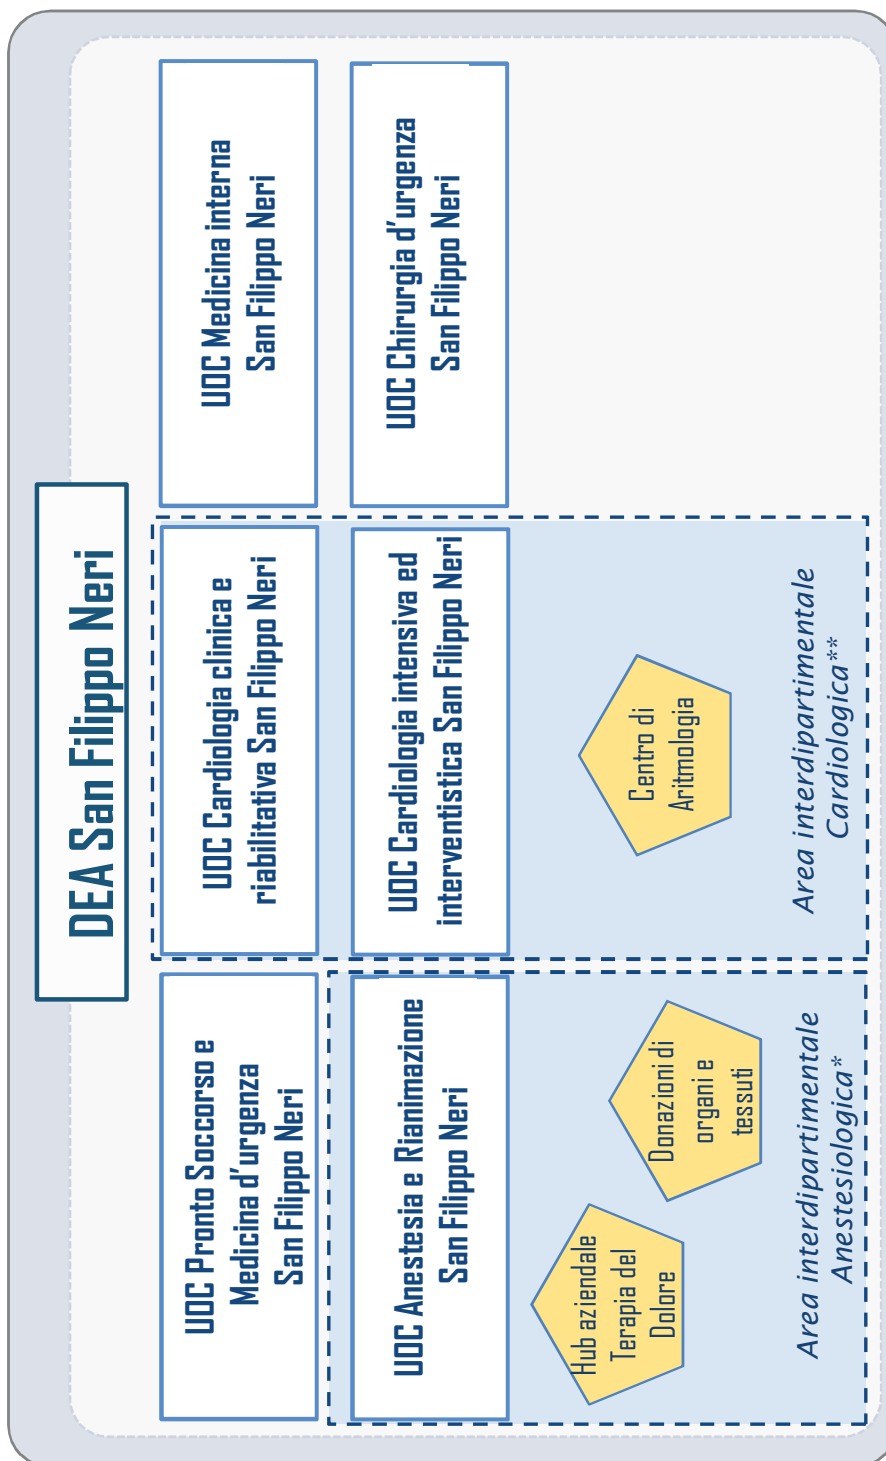 DEA San Filippo Neri
UOC Pronto Soccorso e
Medicina d'urgenza
San Filippo Neri
UOC Cardiologia clinica e
riabilitativa San Filippo Neri
UOC Medicina interna
San Filippo Neri
UOC Anestesia e Rianimazione
San Filippo Neri
UOC Cardiologia intensiva ed
interventistica San Filippo Neri
UOC Chirurgia d'urgenza
San Filippo Neri
Hub aziendale
Terapia del
Dolore
Donazioni di
organi e
tessuti
Centro di
Aritmologia
Area interdipartimentale
Anestesiologica*
Area interdipartimentale
Cardiologica**